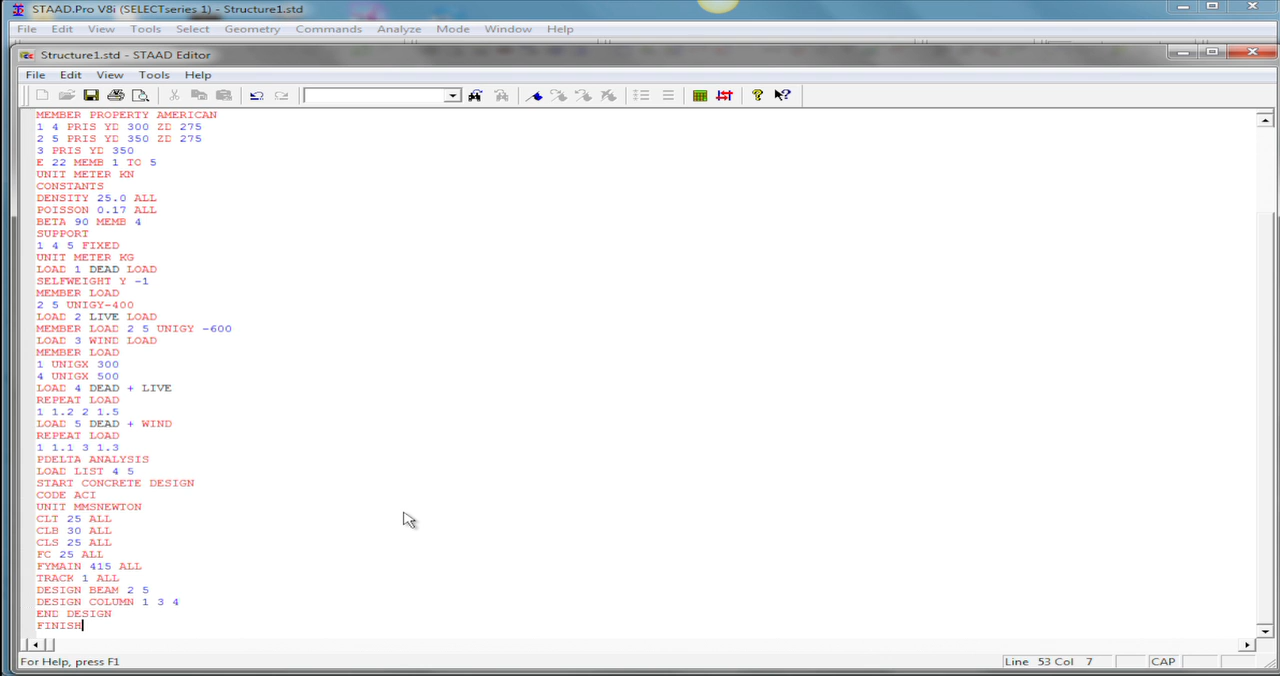 STAAD.Pro V8i (SELECTseries 1) - Structure1.std
File Edit View Tools Select Geometry Commands Analyze Mode Window Help
Structure1.std - STAAD Editor
File Edit View Tools Help
MEMBER PROPERTY AMERICAN
1 4 PRIS YD 300 ZD 275
2 5 PRIS YD 350 ZD 275
3 PRIS YD 350
E 22 MEMB 1 TO 5
UNIT METER KN
CONSTANTS
DENSITY 25.0 ALL
POISSON 0.17 ALL
BETA 90 MEMB 4
SUPPORT
1 4 5 FIXED
UNIT METER KG
LOAD 1 DEAD LOAD
SELFWEIGHT Y -1
MEMBER LOAD
2 5 UNIGY-400
LOAD 2 LIVE LOAD
MEMBER LOAD 2 5 UNIGY -600
LOAD 3 WIND LOAD
MEMBER LOAD
1 UNIGX 300
4 UNIGX 500
LOAD 4 DEAD + LIVE
REPEAT LOAD
1 1.2 2 1.5
LOAD 5 DEAD + WIND
REPEAT LOAD
1 1.1 3 1.3
PDELTA ANALYSIS
LOAD LIST 4 5
START CONCRETE DESIGN
CODE ACI
UNIT MMSNEWTON
CLT 25 ALL
CLB 30 ALL
CLS 25 ALL
FC 25 ALL
FYMAIN 415 ALL
TRACK 1 ALL
DESIGN BEAM 2 5
DESIGN COLUMN 1 3 4
END DESIGN
FINISH
For Help, press F1 Line 53 Col 7 CAP